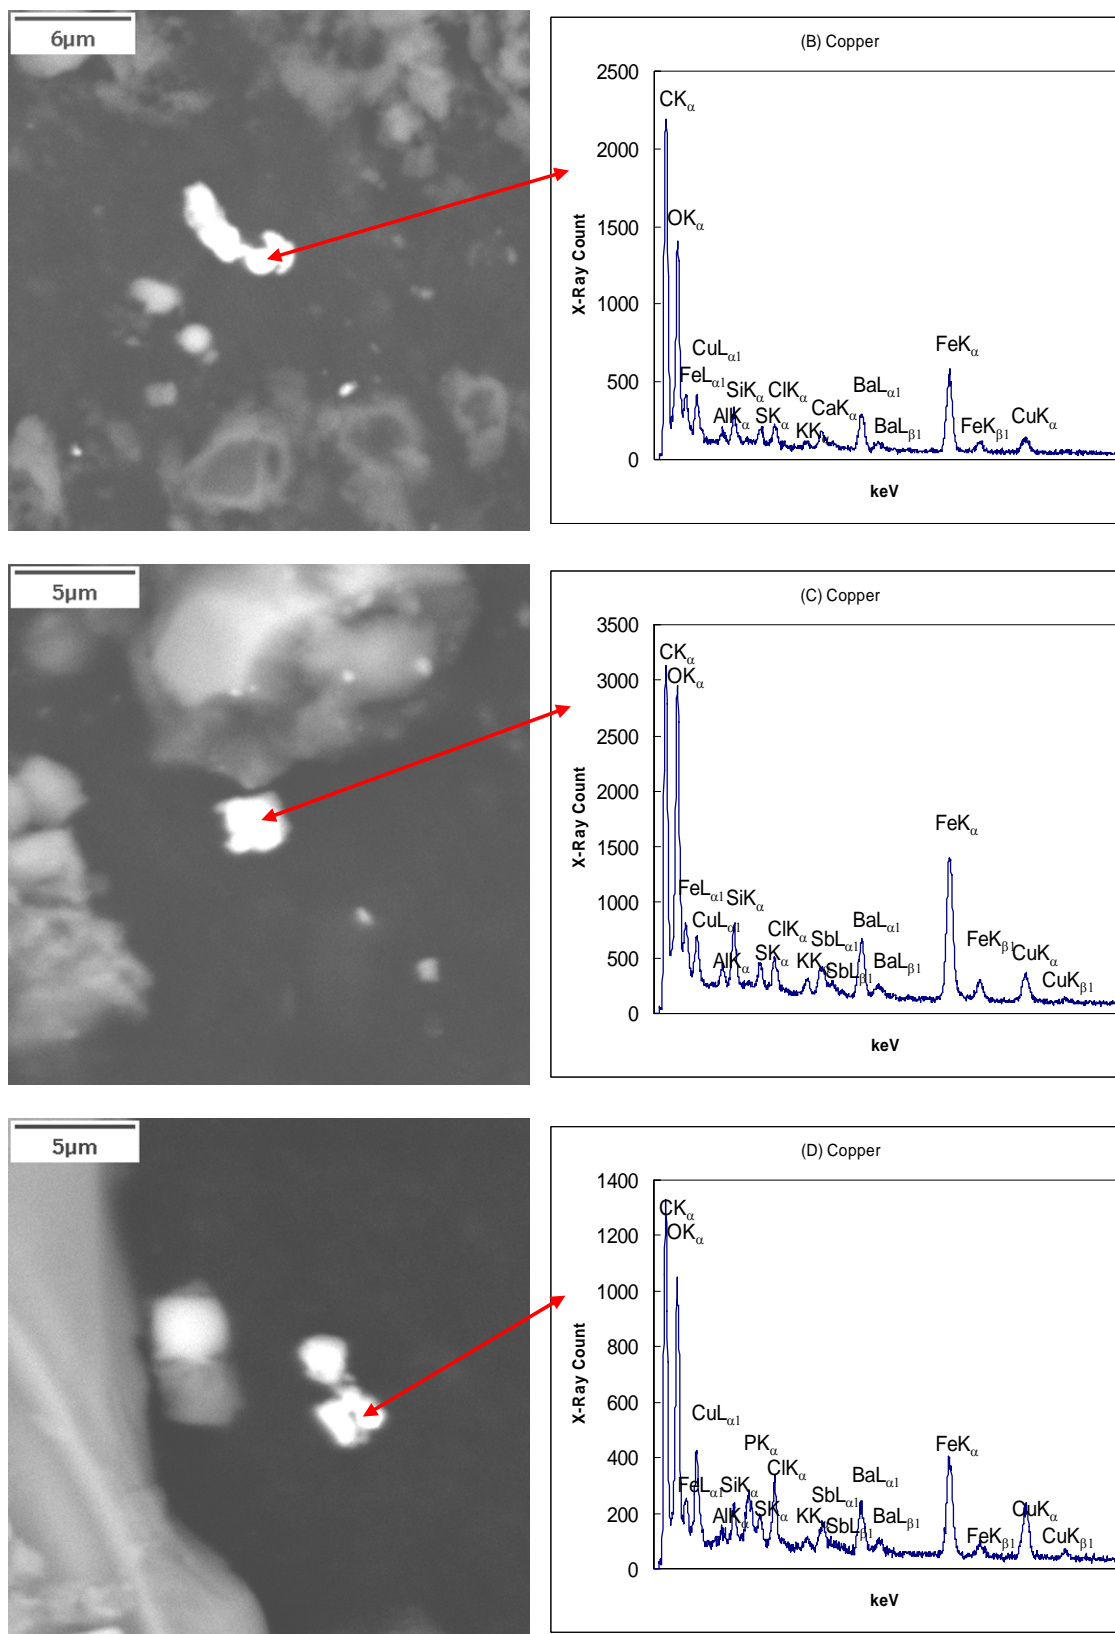 6µm
(B) Copper
2500
2000
1500
1000
500
0
X-Ray Count
CKα
OKα
CuLα1
FeLα1
AlKα
SiKα
SKα
ClKα
KK
CaKα
BaLα1
BaLβ1
FeKα
FeKβ1
CuKα
keV
5µm
(C) Copper
3500
3000
2500
2000
1500
1000
500
0
X-Ray Count
CKα
OKα
FeLα1
CuLα1
AlKα
SiKα
SKα
ClKα
KK
SbLα1
SbLβ1
BaLα1
BaLβ1
FeKα
FeKβ1
CuKα
CuKβ1
keV
5µm
(D) Copper
1400
1200
1000
800
600
400
200
0
X-Ray Count
CKα
OKα
CuLα1
FeLα1
AlKα
SiKα
PKα
SKα
ClKα
KK
SbLα1
SbLβ1
BaLα1
BaLβ1
FeKα
FeKβ1
CuKα
CuKβ1
keV